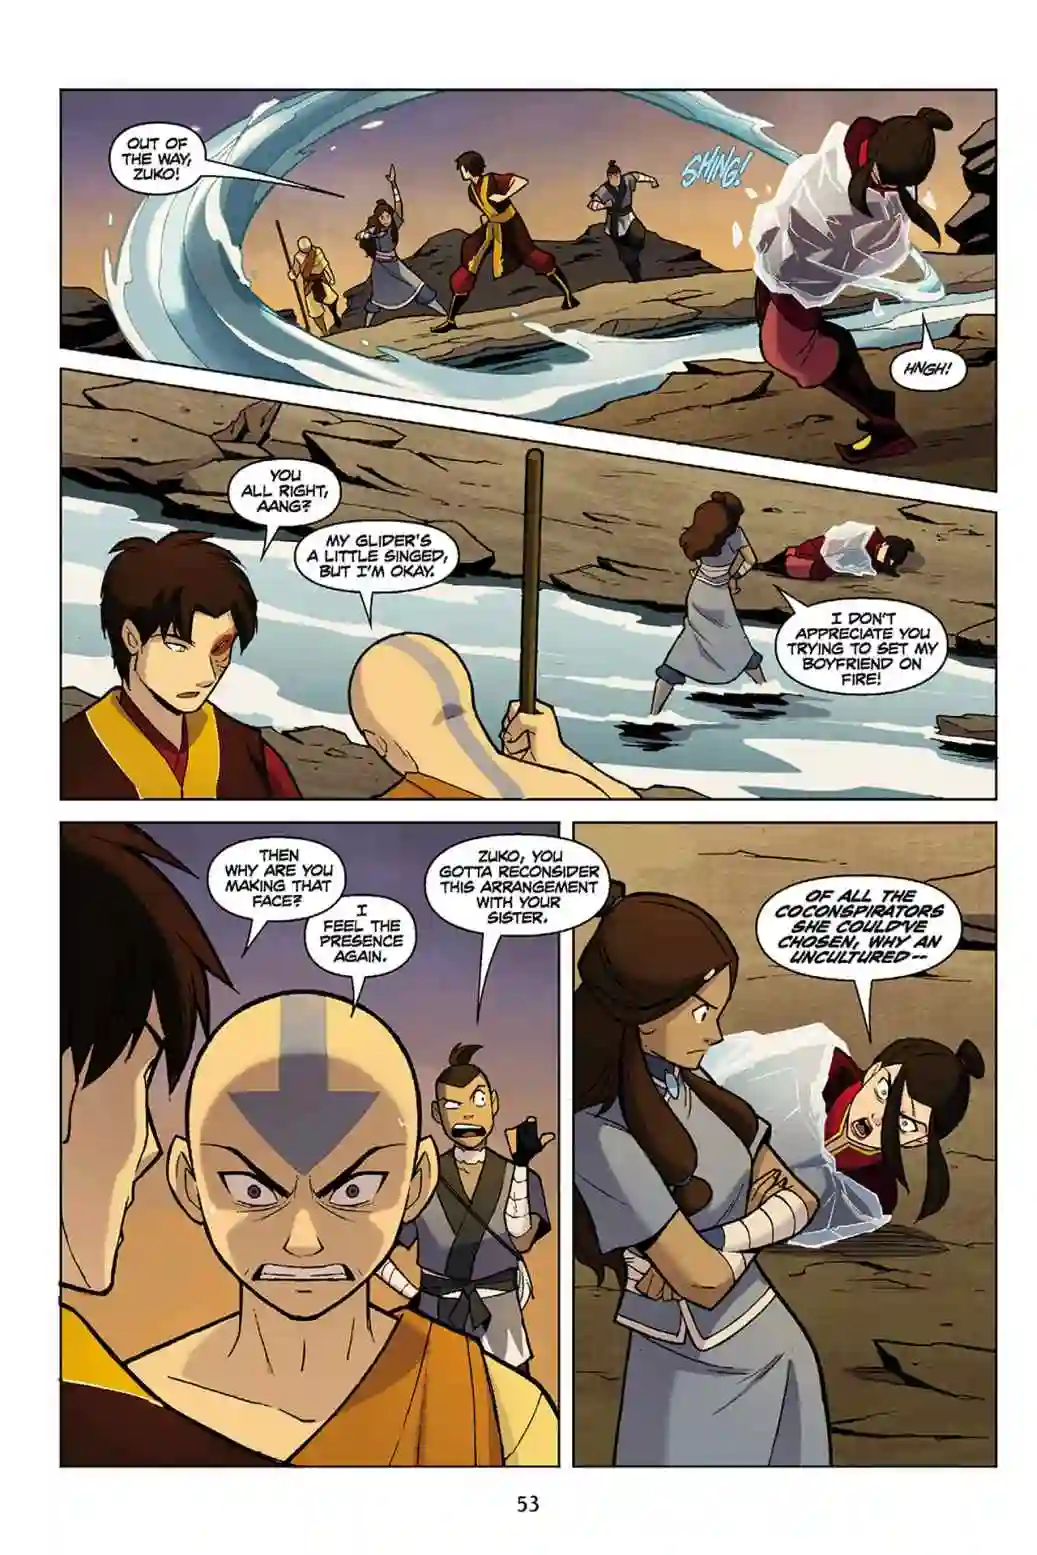 OUT OF
THE WAY,
ZUKO!
SHING!
HNGH!
YOU
ALL RIGHT,
AANG?
MY GLIDER'S
A LITTLE SINGED,
BUT I'M OKAY.
I DON'T
APPRECIATE YOU
TRYING TO SET MY
BOYFRIEND ON
FIRE!
THEN
WHY ARE YOU
MAKING THAT
FACE?
I
FEEL THE
PRESENCE
AGAIN.
ZUKO, YOU
GOTTA RECONSIDER
THIS ARRANGEMENT
WITH YOUR
SISTER.
OF ALL THE
COCONSPIRATORS
SHE COULD'VE
CHOSEN, WHY AN
UNCULTURED--
53